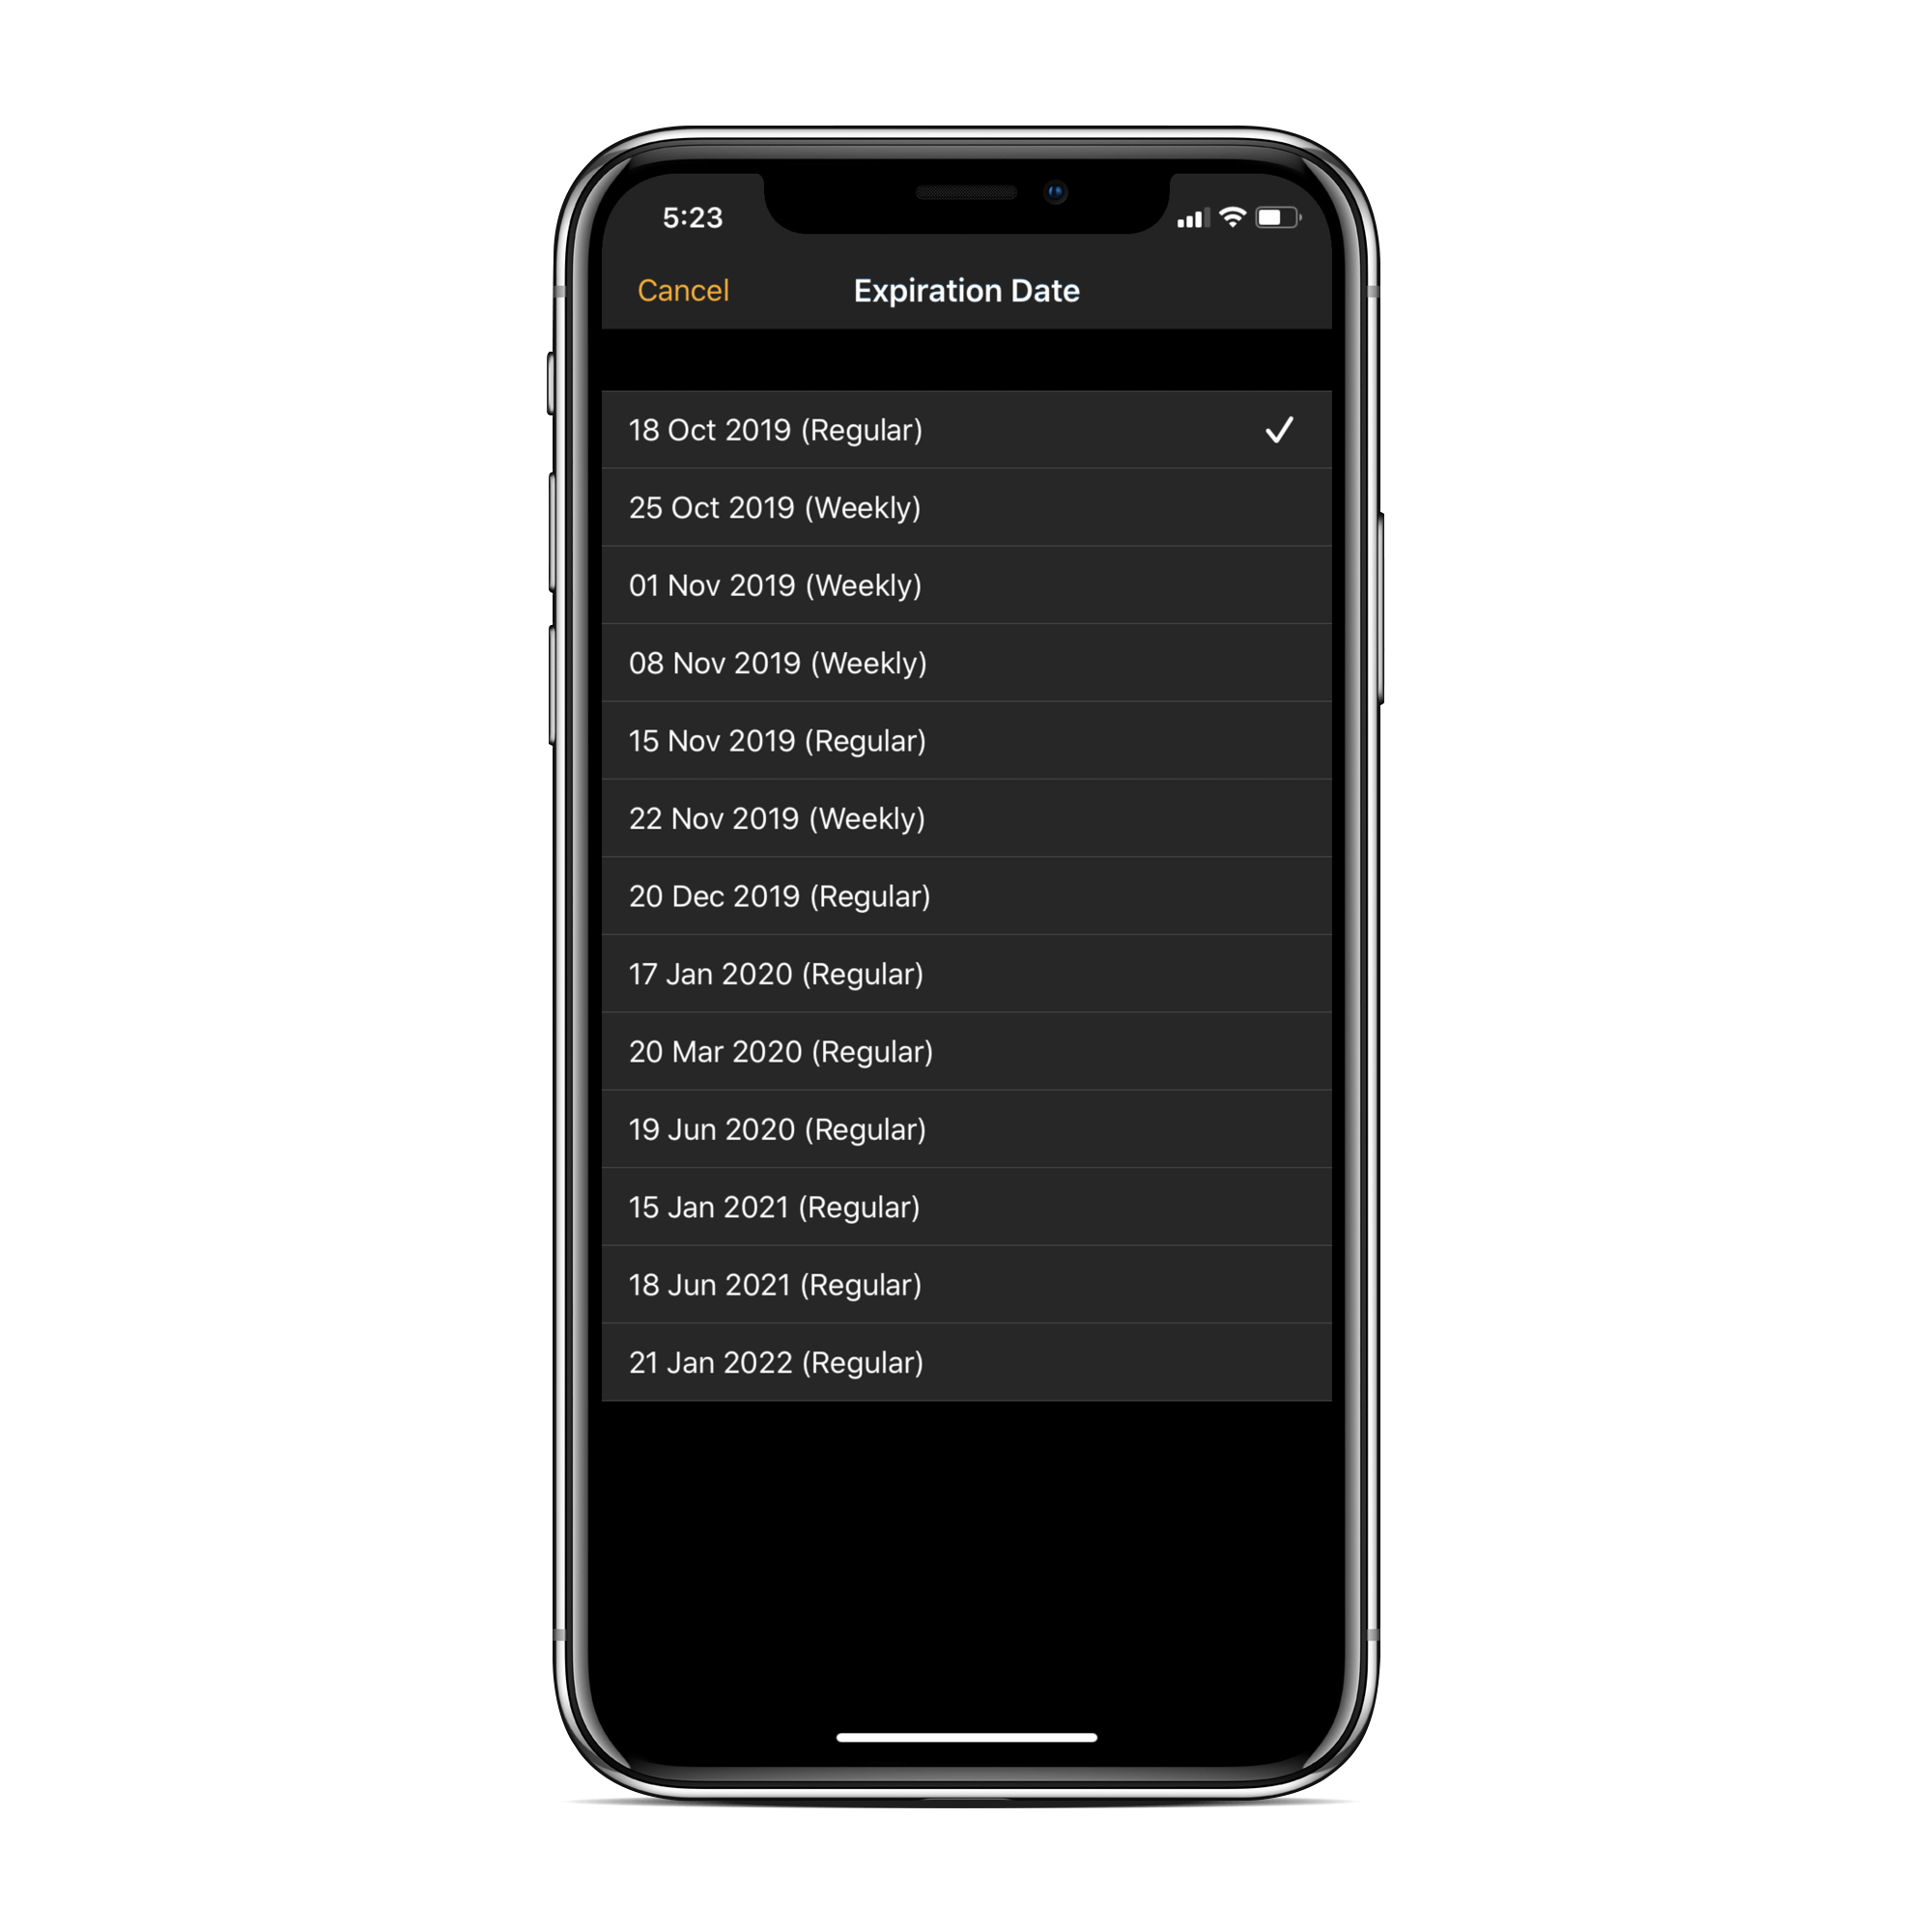 5:23
Cancel Expiration Date
18 Oct 2019 (Regular)
25 Oct 2019 (Weekly)
01 Nov 2019 (Weekly)
08 Nov 2019 (Weekly)
15 Nov 2019 (Regular)
22 Nov 2019 (Weekly)
20 Dec 2019 (Regular)
17 Jan 2020 (Regular)
20 Mar 2020 (Regular)
19 Jun 2020 (Regular)
15 Jan 2021 (Regular)
18 Jun 2021 (Regular)
21 Jan 2022 (Regular)